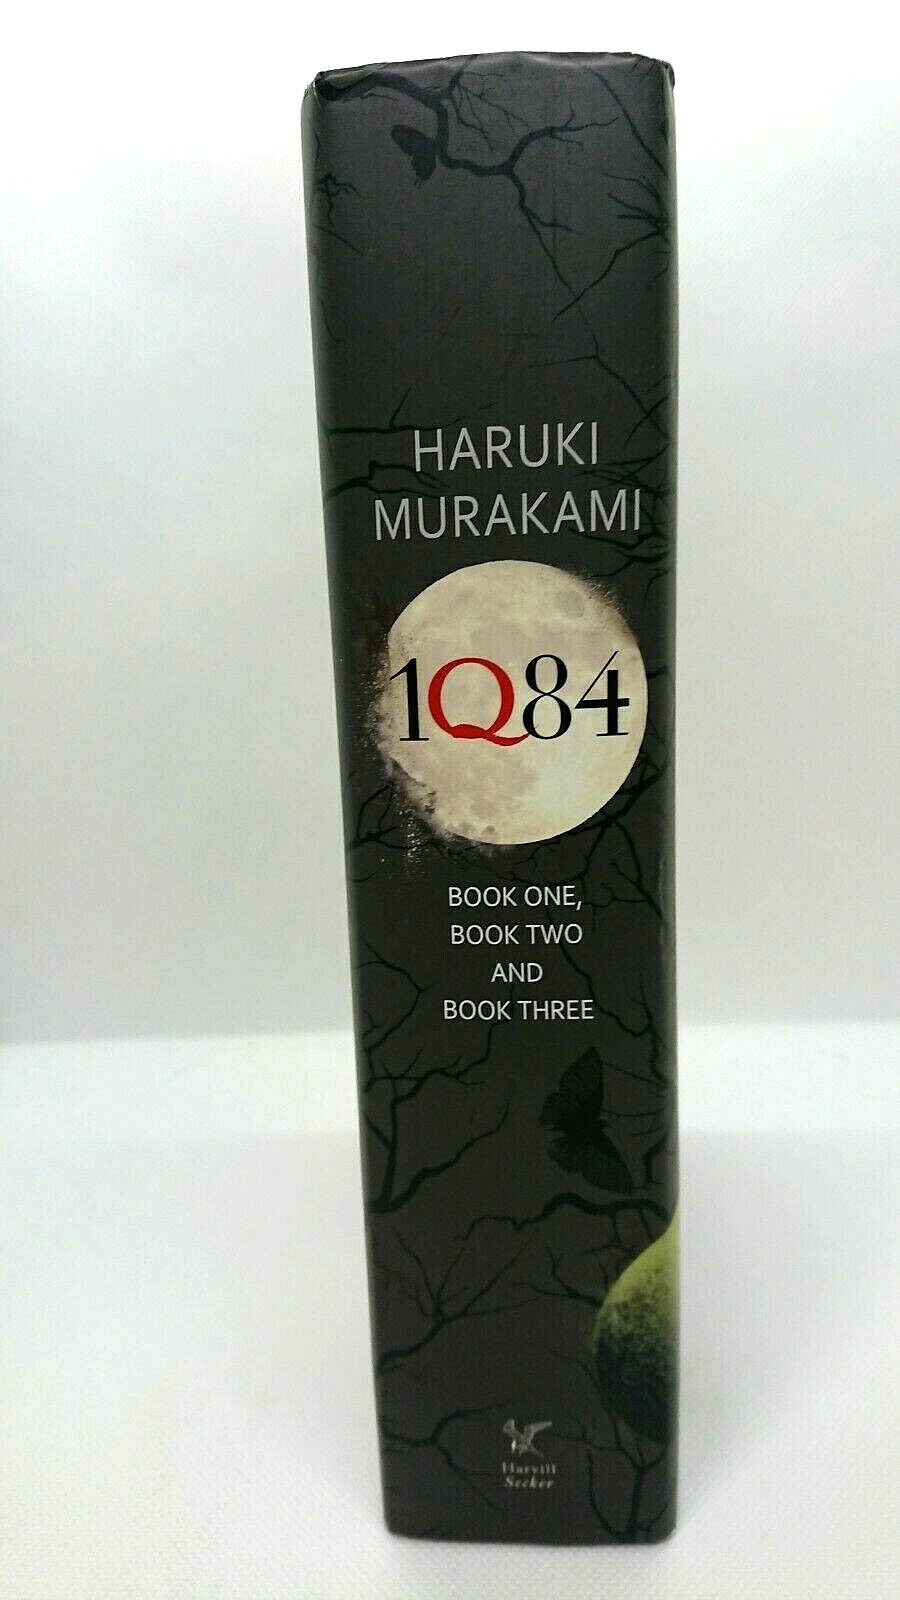 HARUKI
MURAKAMI
1Q84
BOOK ONE,
BOOK TWO
AND
BOOK THREE
Harvill
Secker